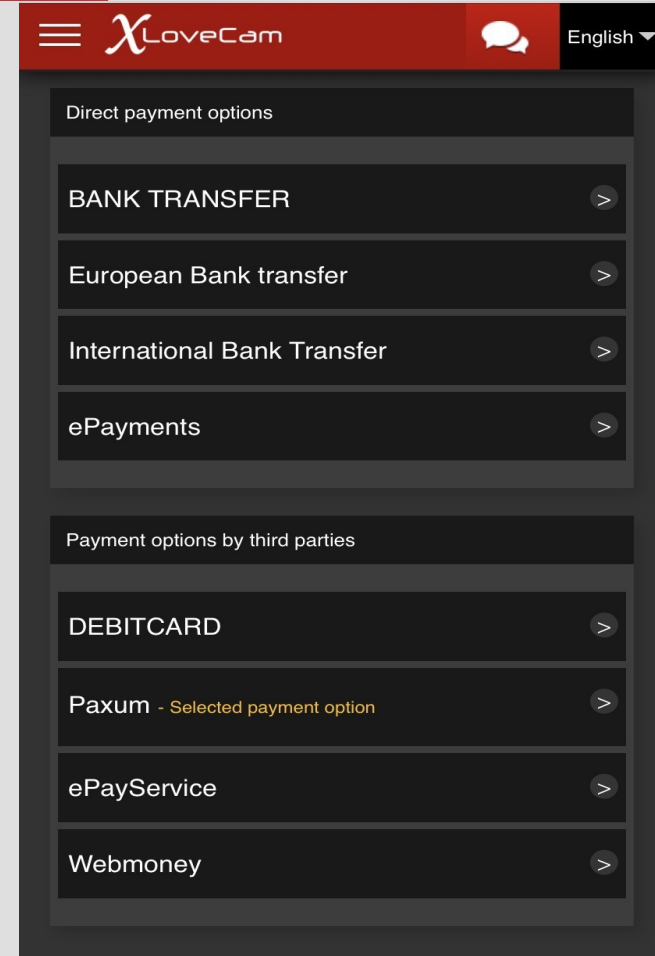 XLoveCam
English
Direct payment options
BANK TRANSFER
>
European Bank transfer
>
International Bank Transfer
>
ePayments
>
Payment options by third parties
DEBITCARD
>
Paxum - Selected payment option
>
ePayService
>
Webmoney
>